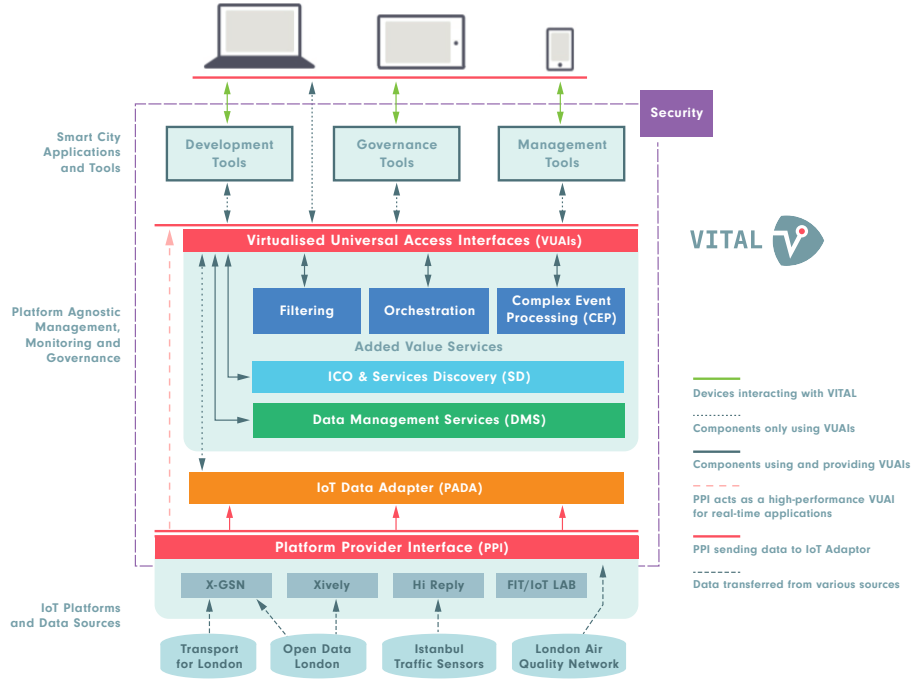 Security
Smart City
Applications
and Tools
Development
Tools
Governance
Tools
Management
Tools
Virtualised Universal Access Interfaces (VUAIs)
VITAL
Platform Agnostic
Management,
Monitoring and
Governance
Filtering
Orchestration
Complex Event
Processing (CEP)
Added Value Services
ICO & Services Discovery (SD)
Data Management Services (DMS)
IoT Data Adapter (PADA)
Platform Provider Interface (PPI)
X-GSN
Xively
Hi Reply
FIT/IoT LAB
IoT Platforms
and Data Sources
Transport
for London
Open Data
London
Istanbul
Traffic Sensors
London Air
Quality Network
Devices interacting with VITAL
Components only using VUAIs
Components using and providing VUAIs
PPI acts as a high-performance VUAI
for real-time applications
PPI sending data to IoT Adaptor
Data transferred from various sources